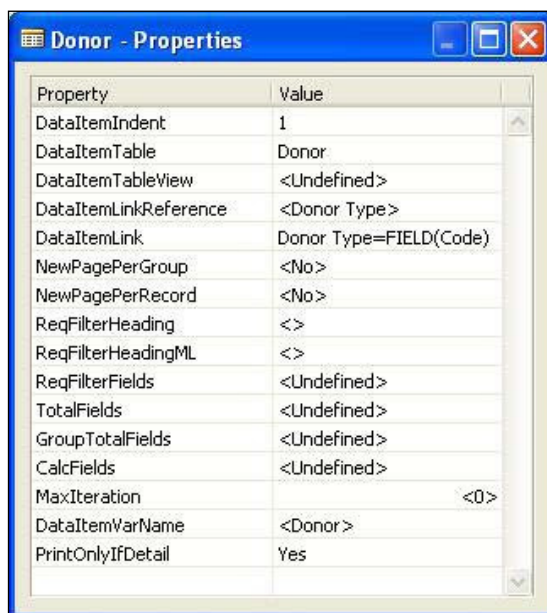 Donor - Properties
Property Value
DataItemIndent 1
DataItemTable Donor
DataItemTableView <Undefined>
DataItemLinkReference <Donor Type>
DataItemLink Donor Type=FIELD(Code)
NewPagePerGroup <No>
NewPagePerRecord <No>
ReqFilterHeading <>
ReqFilterHeadingML <>
ReqFilterFields <Undefined>
TotalFields <Undefined>
GroupTotalFields <Undefined>
CalcFields <Undefined>
MaxIteration <0>
DataItemVarName <Donor>
PrintOnlyIfDetail Yes